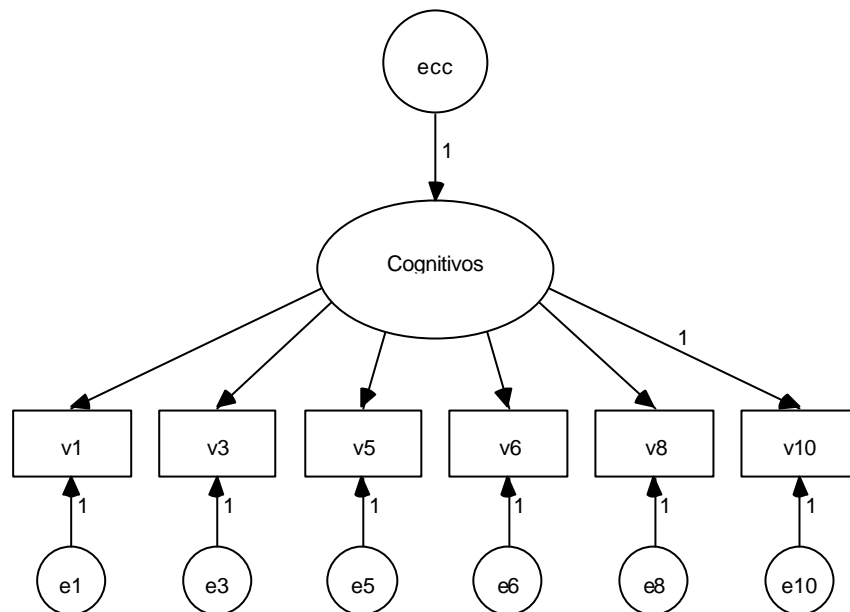 ecc
1
Cognitivos
1
v1 v3 v5 v6 v8 v10
1 1 1 1 1 1
e1 e3 e5 e6 e8 e10